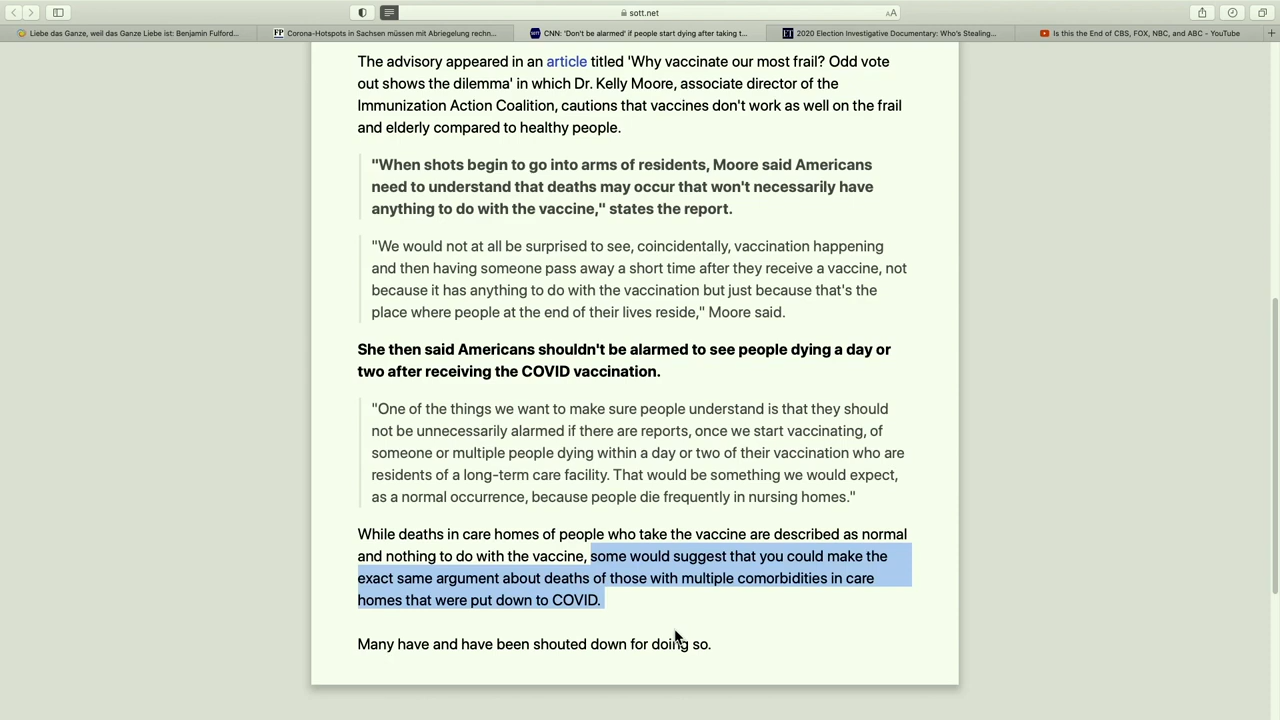 sott.net
AA
Liebe das Ganze, weil das Ganze Liebe ist: Benjamin Fulford...
FP Corona-Hotspots in Sachsen müssen mit Abriegelung rechn...
SOTT CNN: 'Don't be alarmed' if people start dying after taking t...
ET 2020 Election Investigative Documentary: Who's Stealing...
Is this the End of CBS, FOX, NBC, and ABC - YouTube
The advisory appeared in an article titled 'Why vaccinate our most frail? Odd vote
out shows the dilemma' in which Dr. Kelly Moore, associate director of the
Immunization Action Coalition, cautions that vaccines don't work as well on the frail
and elderly compared to healthy people.
"When shots begin to go into arms of residents, Moore said Americans
need to understand that deaths may occur that won't necessarily have
anything to do with the vaccine," states the report.
"We would not at all be surprised to see, coincidentally, vaccination happening
and then having someone pass away a short time after they receive a vaccine, not
because it has anything to do with the vaccination but just because that's the
place where people at the end of their lives reside," Moore said.
She then said Americans shouldn't be alarmed to see people dying a day or
two after receiving the COVID vaccination.
"One of the things we want to make sure people understand is that they should
not be unnecessarily alarmed if there are reports, once we start vaccinating, of
someone or multiple people dying within a day or two of their vaccination who are
residents of a long-term care facility. That would be something we would expect,
as a normal occurrence, because people die frequently in nursing homes."
While deaths in care homes of people who take the vaccine are described as normal
and nothing to do with the vaccine, some would suggest that you could make the
exact same argument about deaths of those with multiple comorbidities in care
homes that were put down to COVID.
Many have and have been shouted down for doing so.